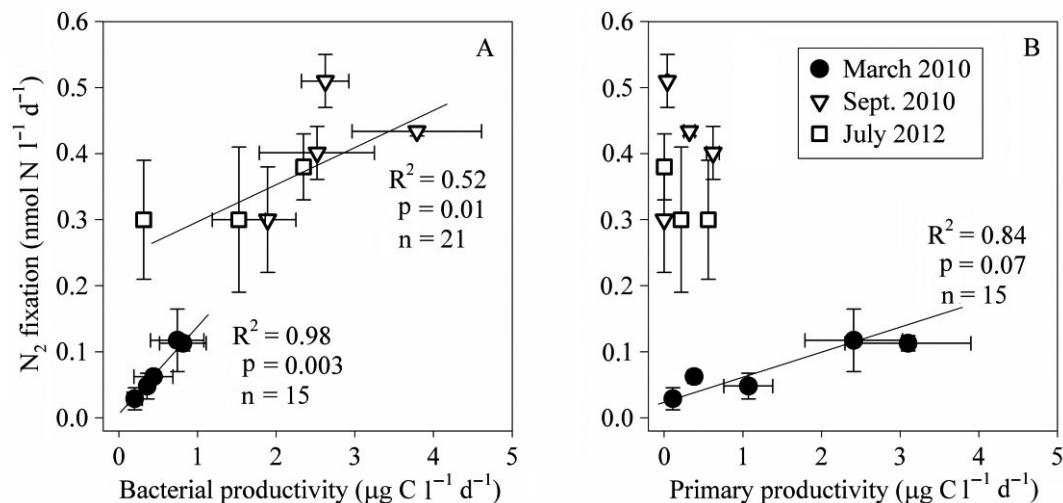 A
B
March 2010
Sept. 2010
July 2012
R² = 0.52
p = 0.01
n = 21
R² = 0.98
p = 0.003
n = 15
R² = 0.84
p = 0.07
n = 15
N₂ fixation (nmol N l⁻¹ d⁻¹)
0.6
0.5
0.4
0.3
0.2
0.1
0.0
0 1 2 3 4 5
Bacterial productivity (µg C l⁻¹ d⁻¹)
0.6
0.5
0.4
0.3
0.2
0.1
0.0
0 1 2 3 4 5
Primary productivity (µg C l⁻¹ d⁻¹)